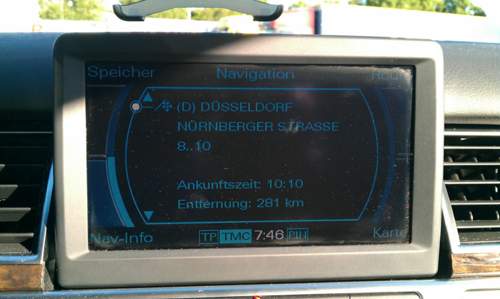 Speicher Navigation Route
(D) DÜSSELDORF
NÜRNBERGER STRASSE
8..10
Ankunftszeit: 10:10
Entfernung: 281 km
Nav-Info TP TMC 7:46 Karte